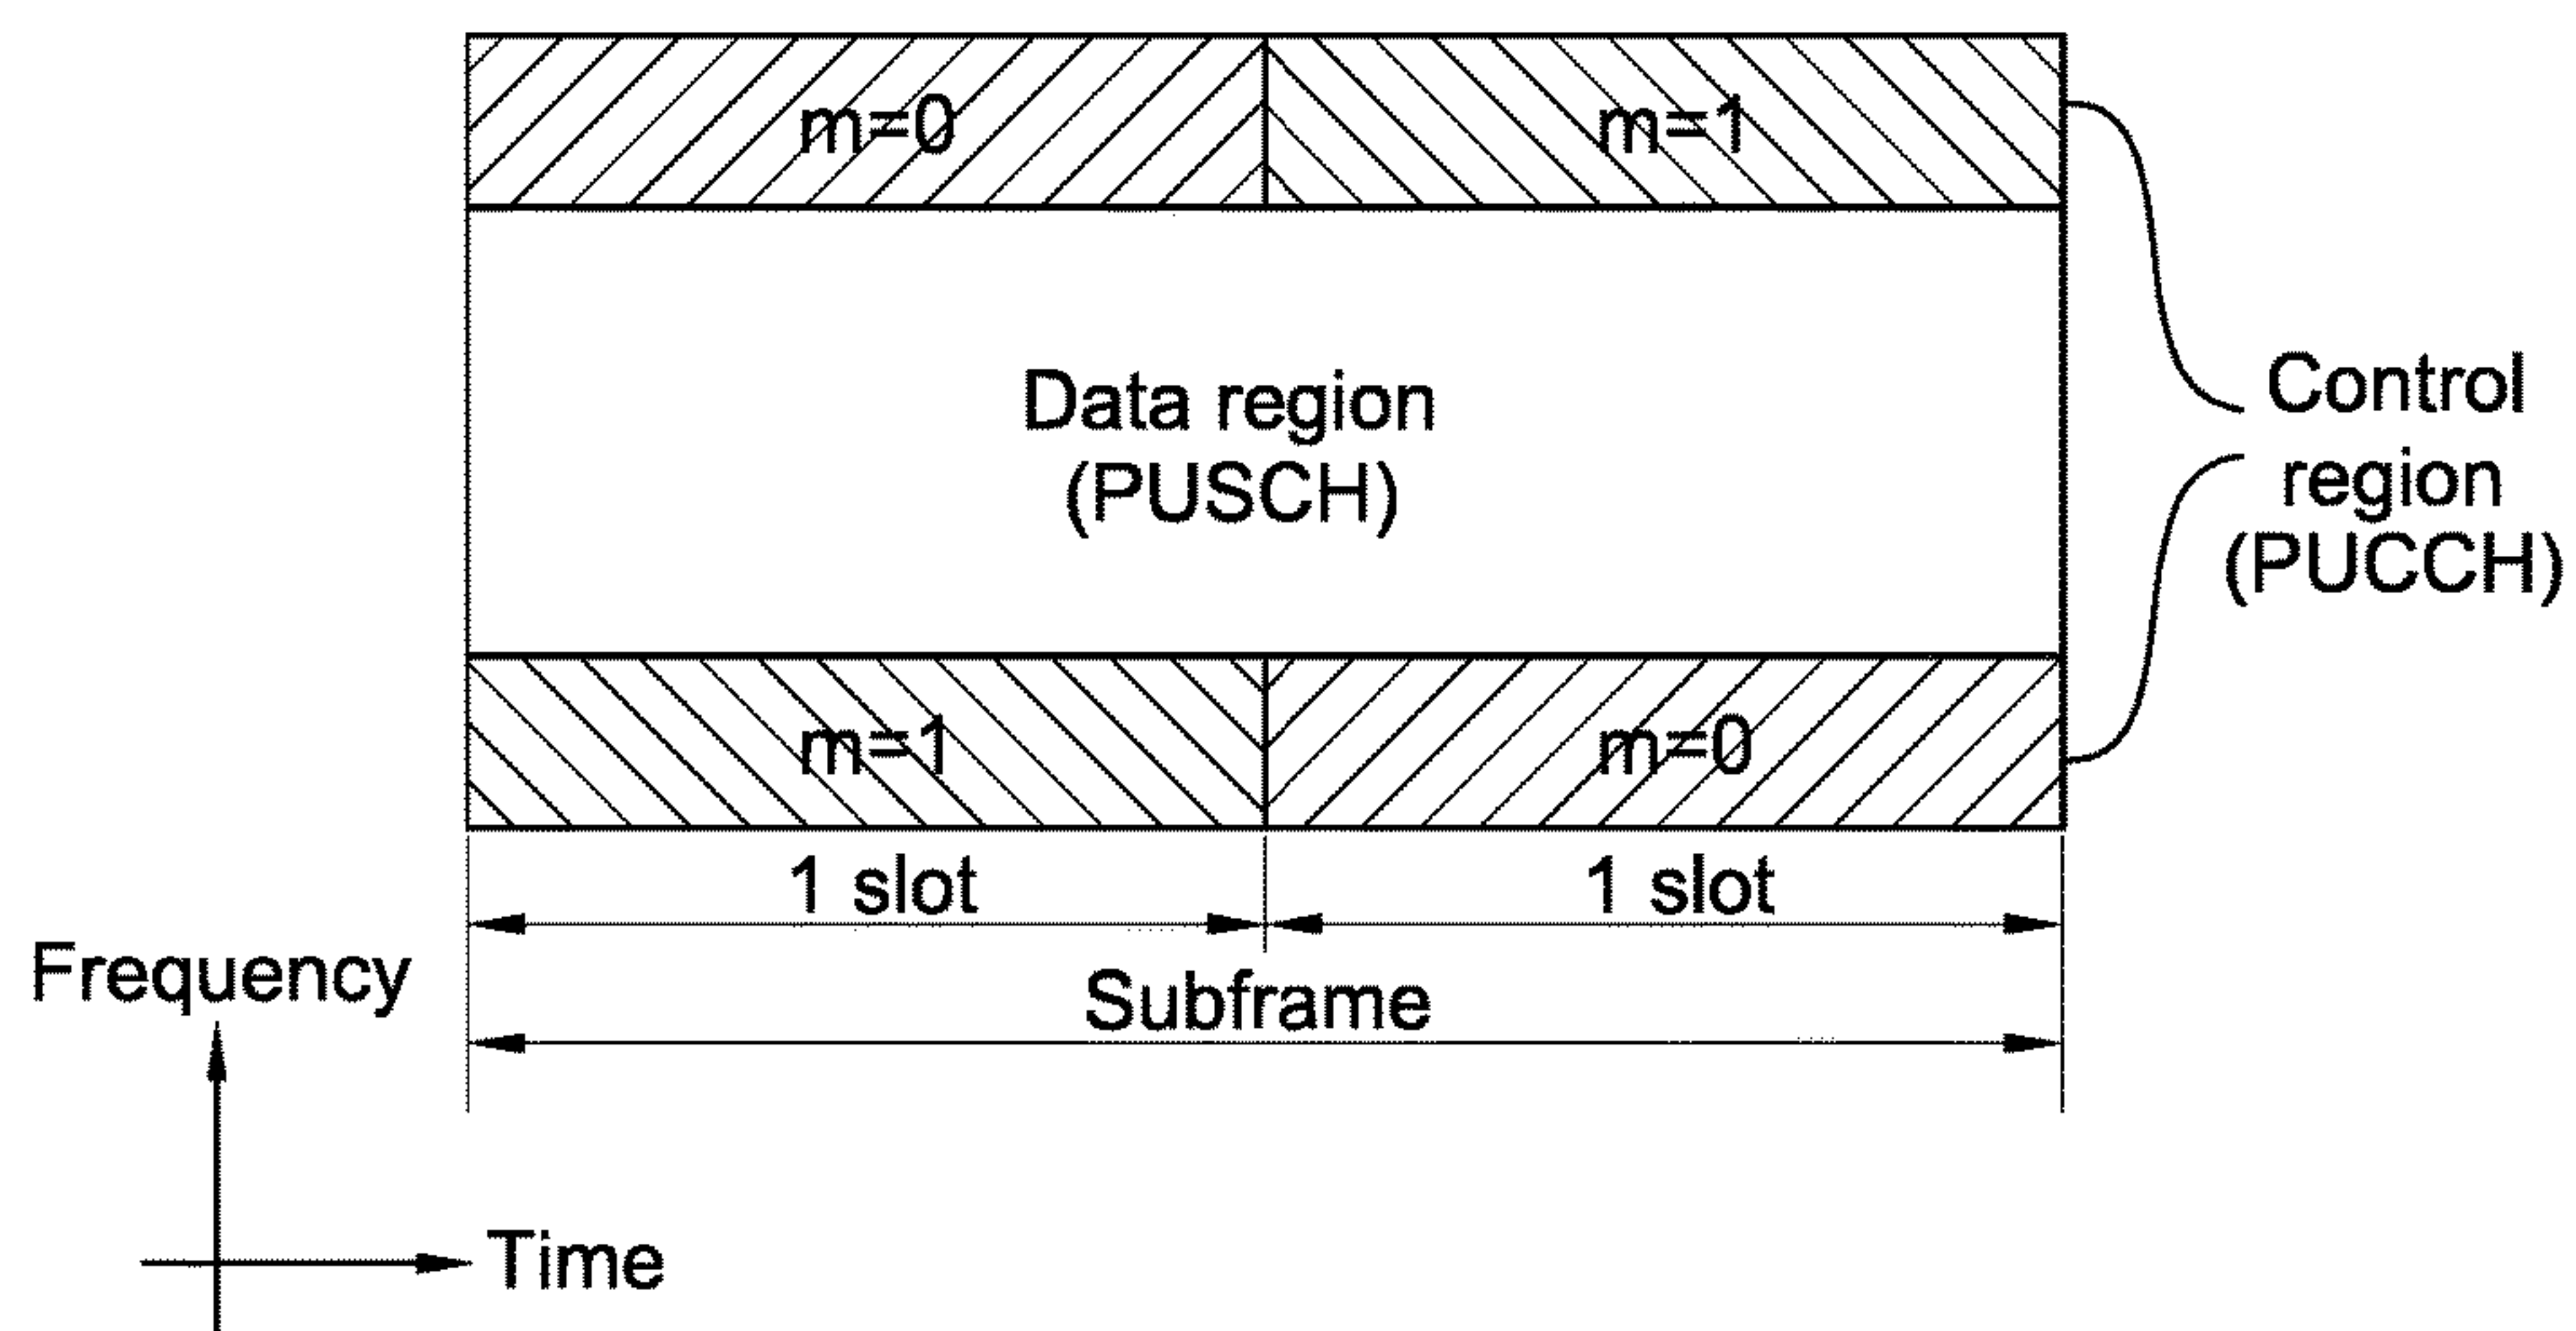 m=0
m=1
Data region
(PUSCH)
Control
region
(PUCCH)
m=1
m=0
1 slot
1 slot
Subframe
Frequency
Time